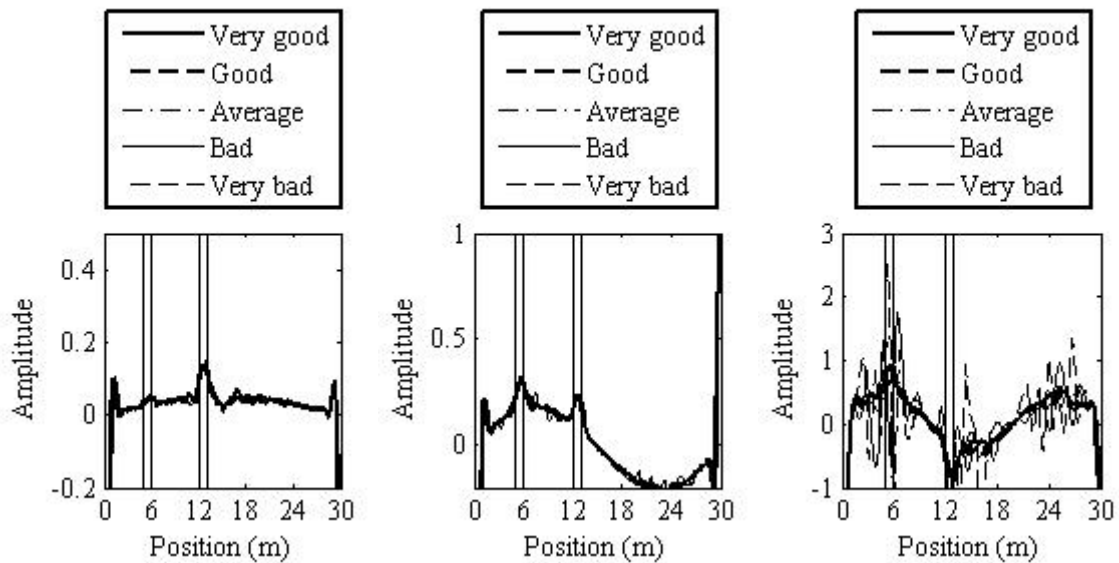 Very good
Good
Average
Bad
Very bad
Very good
Good
Average
Bad
Very bad
Very good
Good
Average
Bad
Very bad
Amplitude
0.4
0.2
0
-0.2
0 6 12 18 24 30
Position (m)
Amplitude
1
0.5
0
0 6 12 18 24 30
Position (m)
Amplitude
3
2
1
0
-1
0 6 12 18 24 30
Position (m)